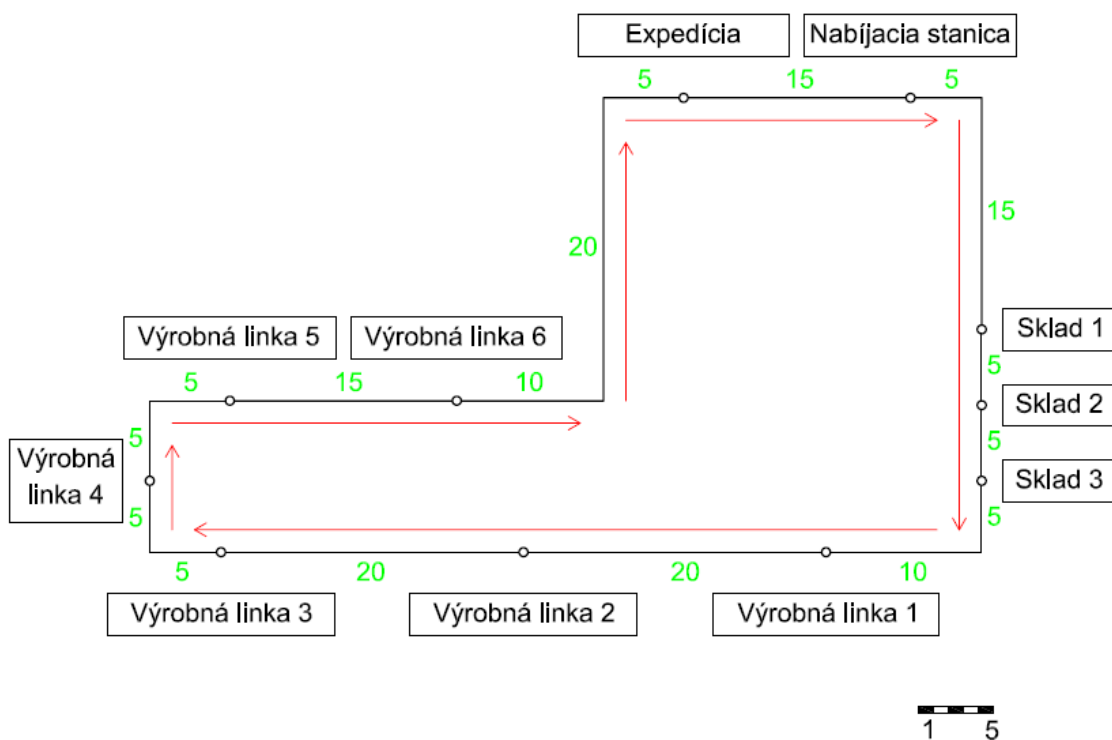 Expedícia
Nabíjacia stanica
5
15
5
15
20
Sklad 1
Výrobná linka 5
Výrobná linka 6
5
5
15
10
Sklad 2
5
5
Výrobná
linka 4
Sklad 3
5
5
5
20
20
10
Výrobná linka 3
Výrobná linka 2
Výrobná linka 1
1
5